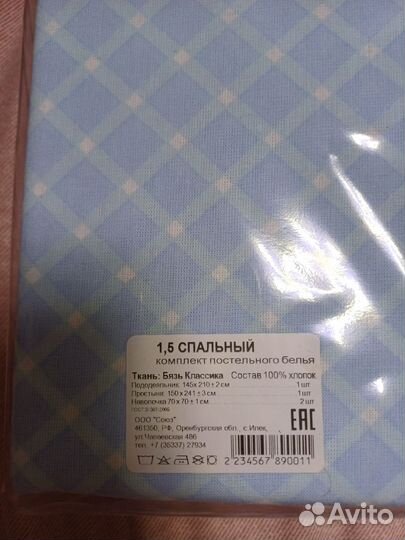 1,5 СПАЛЬНЫЙ
комплект постельного белья
Ткань: Бязь Классика Состав 100% хлопок
Пододеяльник 145х 210 ± 2 см 1 шт
Простыня: 150 х 241 ± 3 см 1 шт
Наволочка 70 х 70 ± 1 см. 2 шт
ООО "Союз"
461350, РФ, Оренбургская обл., с.Илек,
ул.Чапаевская 48б
тел. +7 (35337) 27934
EAC
2 234567 890011
Avito